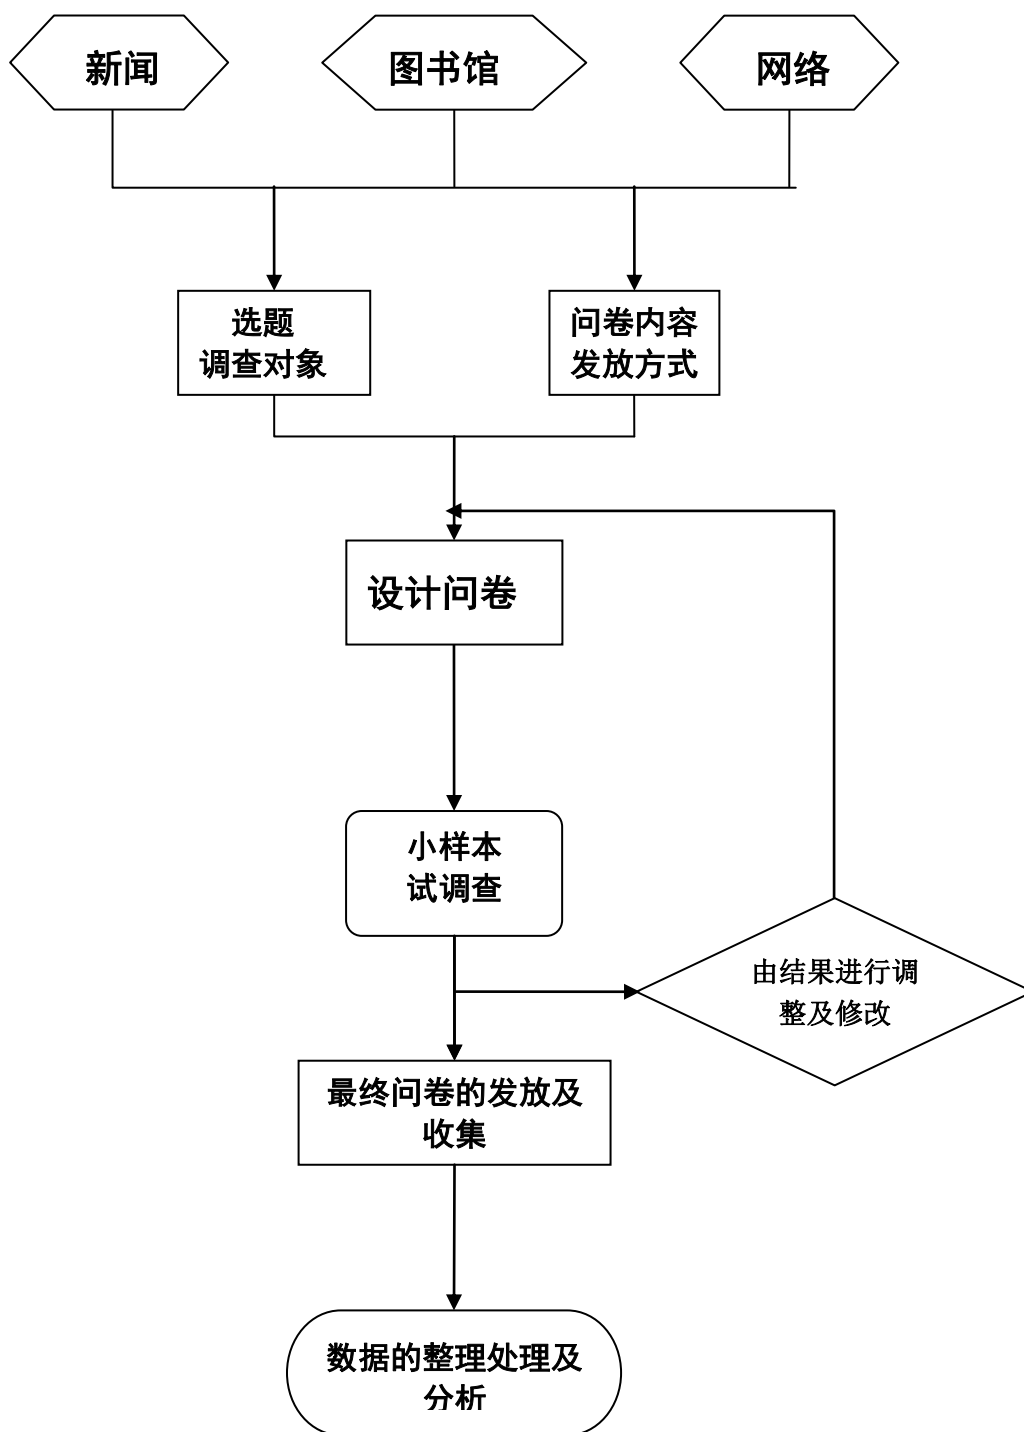 新闻
图书馆
网络
选题
调查对象
问卷内容
发放方式
设计问卷
小样本
试调查
由结果进行调
整及修改
最终问卷的发放及
收集
数据的整理处理及
分析